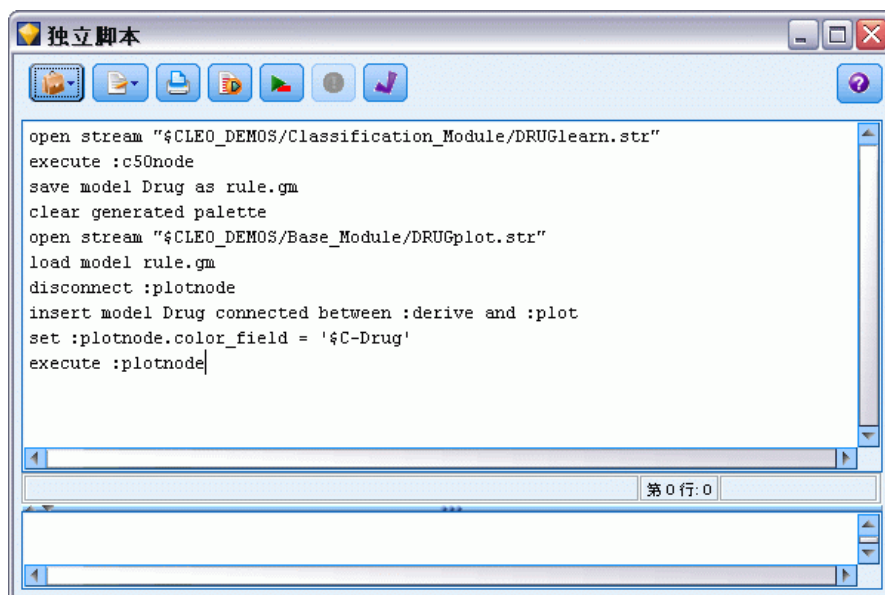 独立脚本
open stream "$CLEO_DEMOS/Classification_Module/DRUGlearn.str"
execute :c50node
save model Drug as rule.gm
clear generated palette
open stream "$CLEO_DEMOS/Base_Module/DRUGplot.str"
load model rule.gm
disconnect :plotnode
insert model Drug connected between :derive and :plot
set :plotnode.color_field = '$C-Drug'
execute :plotnode
第 0 行: 0